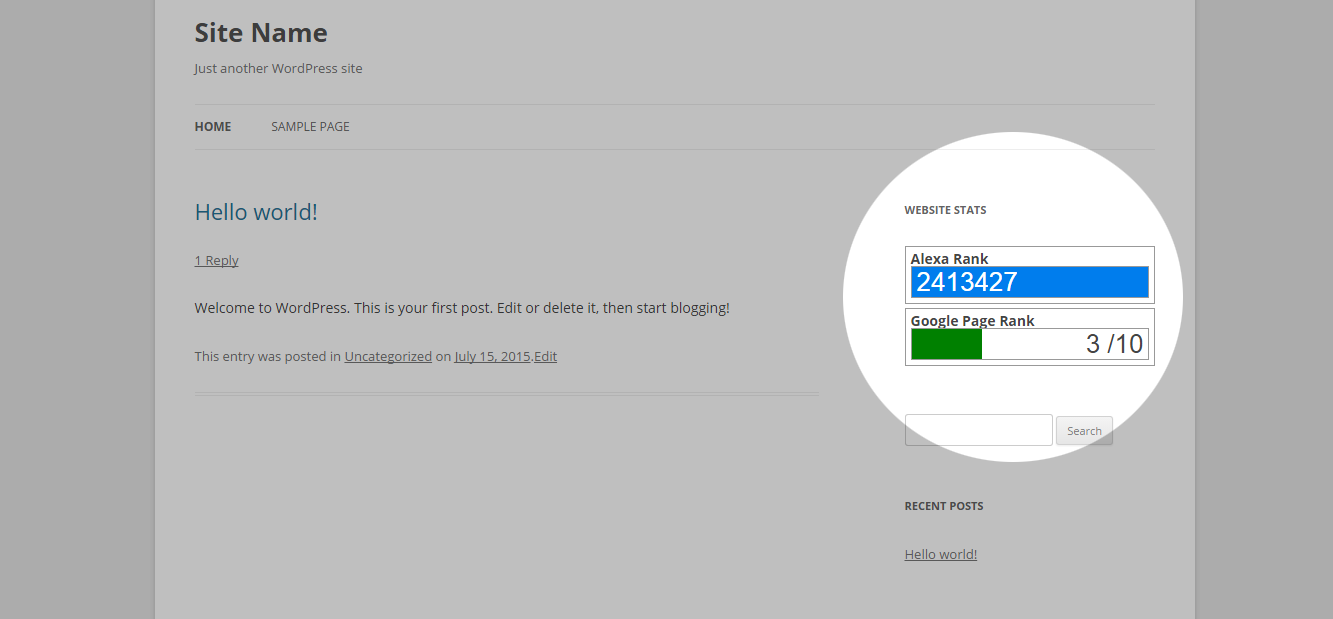 Site Name
Just another WordPress site
HOME
SAMPLE PAGE
Hello world!
1 Reply
Welcome to WordPress. This is your first post. Edit or delete it, then start blogging!
This entry was posted in Uncategorized on July 15, 2015.Edit
WEBSITE STATS
Alexa Rank
2413427
Google Page Rank
3 /10
Search
RECENT POSTS
Hello world!